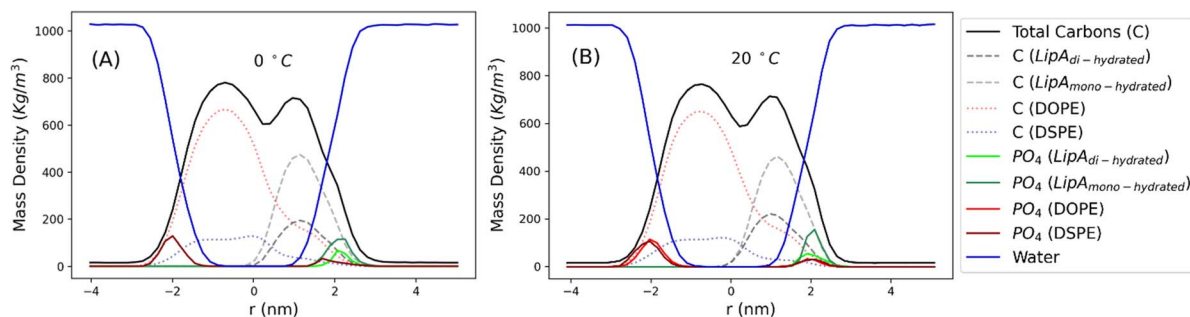 1000
800
600
400
200
0
Mass Density (Kg/m³)
(A)
0 °C
−4
−2
0
2
4
r (nm)
1000
800
600
400
200
0
Mass Density (Kg/m³)
(B)
20 °C
−4
−2
0
2
4
r (nm)
Total Carbons (C)
C (LipA_di−hydrated)
C (LipA_mono−hydrated)
C (DOPE)
C (DSPE)
PO₄ (LipA_di−hydrated)
PO₄ (LipA_mono−hydrated)
PO₄ (DOPE)
PO₄ (DSPE)
Water